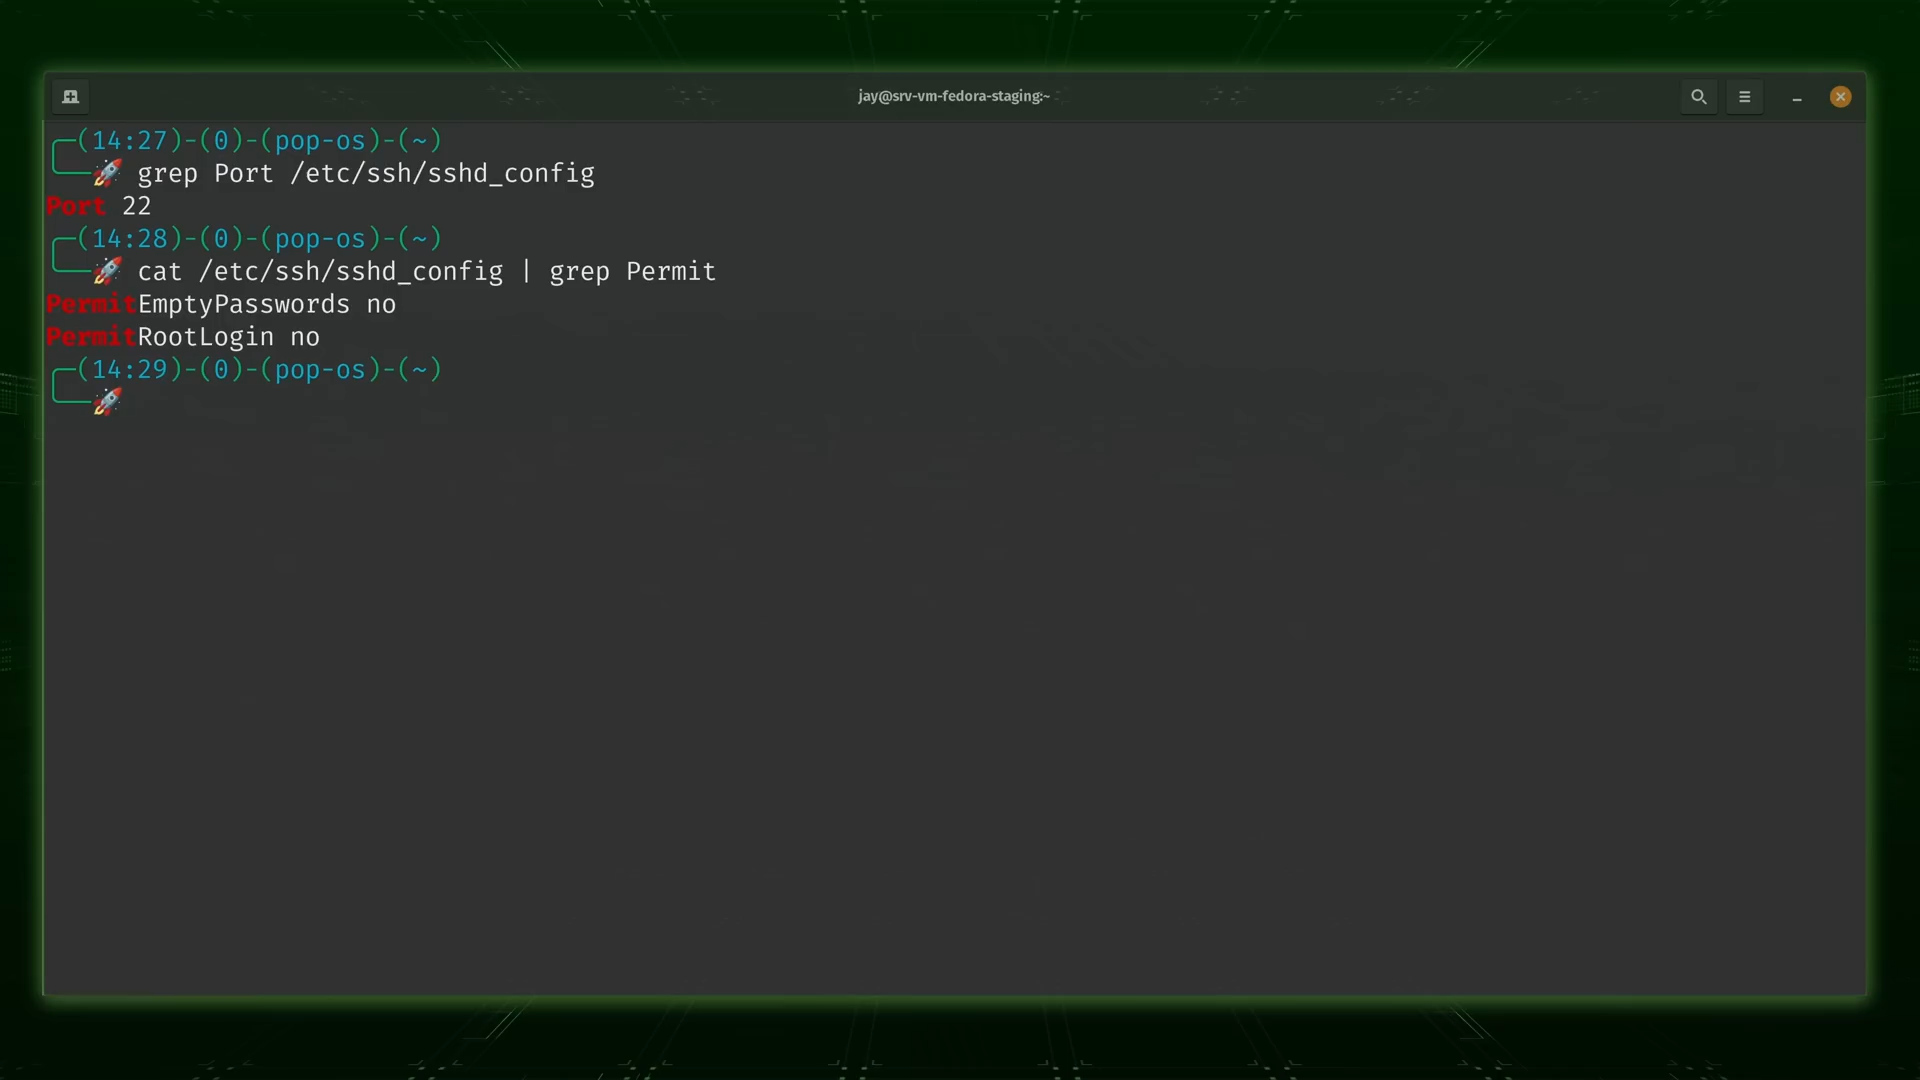 jay@srv-vm-fedora-staging:~
(14:27)-(0)-(pop-os)-(~)
🚀 grep Port /etc/ssh/sshd_config
Port 22
(14:28)-(0)-(pop-os)-(~)
🚀 cat /etc/ssh/sshd_config | grep Permit
PermitEmptyPasswords no
PermitRootLogin no
(14:29)-(0)-(pop-os)-(~)
🚀